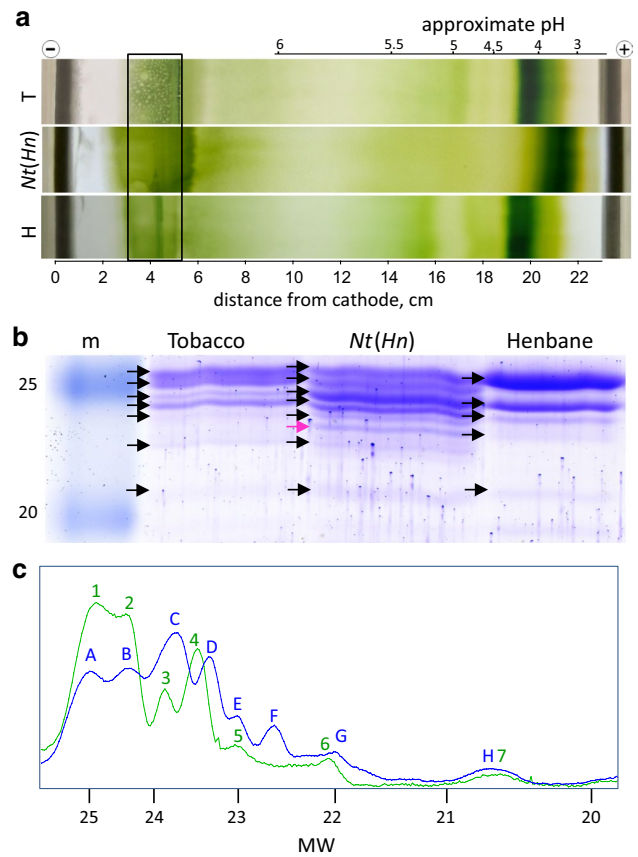 a
approximate pH
6 5.5 5 4,5 4 3
− +
T
Nt(Hn)
H
0 2 4 6 8 10 12 14 16 18 20 22
distance from cathode, cm
b
m Tobacco Nt(Hn) Henbane
25
20
c
1 2 3 4 5 6 7
A B C D E F G H
25 24 23 22 21 20
MW